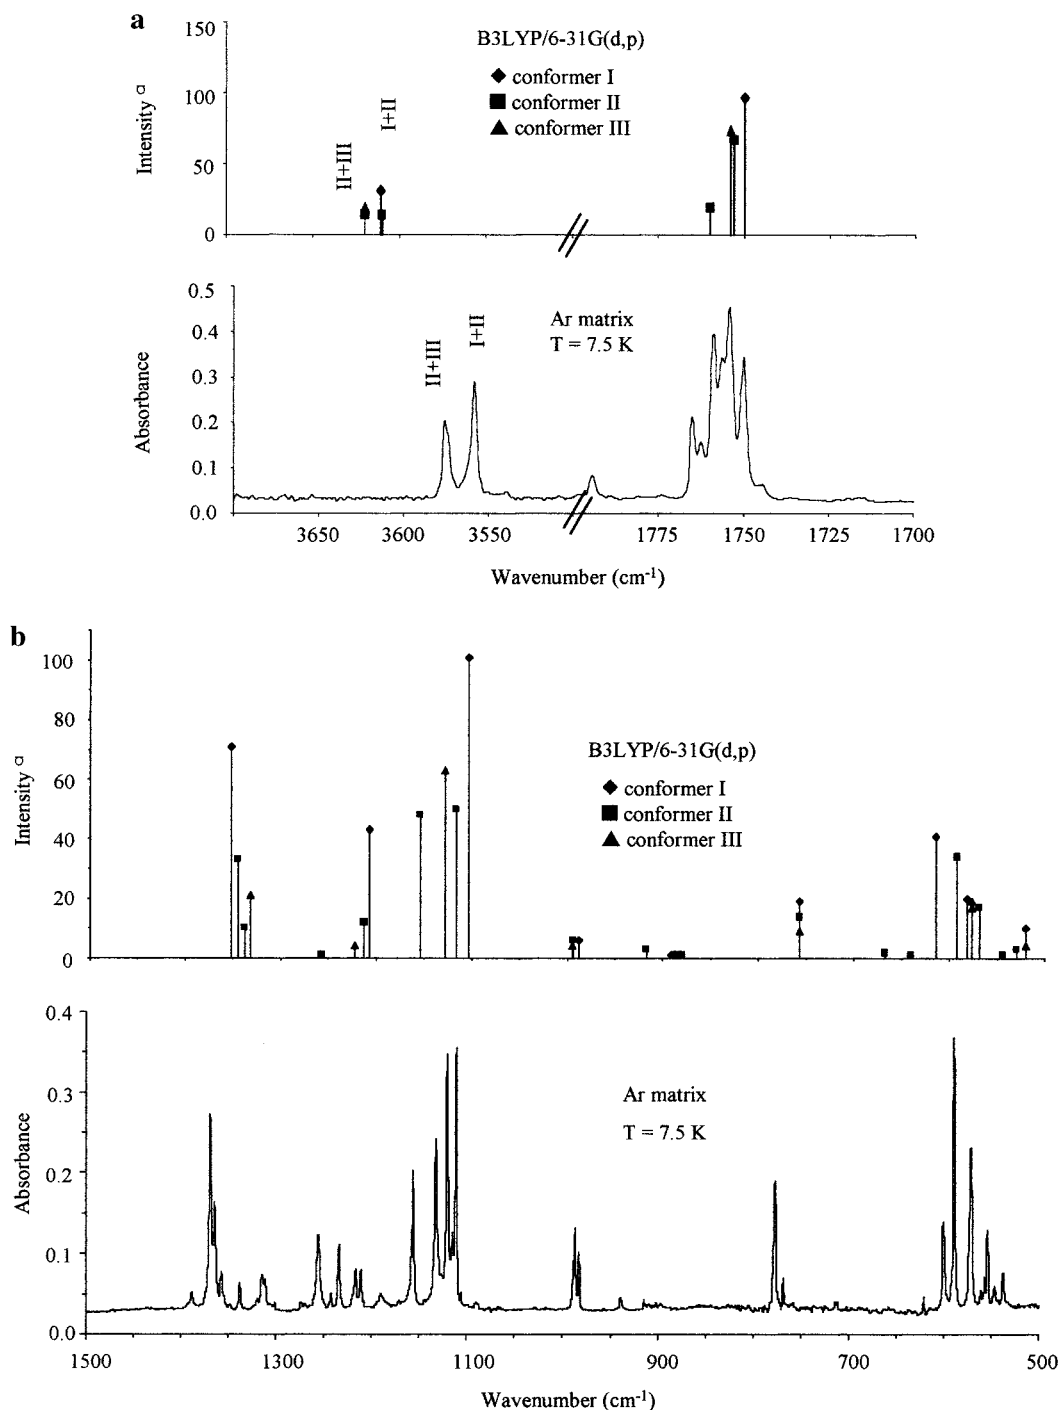 a
B3LYP/6-31G(d,p)
conformer I
conformer II
conformer III
Intensity α
150
100
50
0
II+III
I+II
Ar matrix
T = 7.5 K
Absorbance
0.5
0.4
0.3
0.2
0.1
0.0
II+III
I+II
3650 3600 3550 1775 1750 1725 1700
Wavenumber (cm-1)
b
B3LYP/6-31G(d,p)
conformer I
conformer II
conformer III
Intensity α
100
80
60
40
20
0
Ar matrix
T = 7.5 K
Absorbance
0.4
0.3
0.2
0.1
0.0
1500 1300 1100 900 700 500
Wavenumber (cm-1)